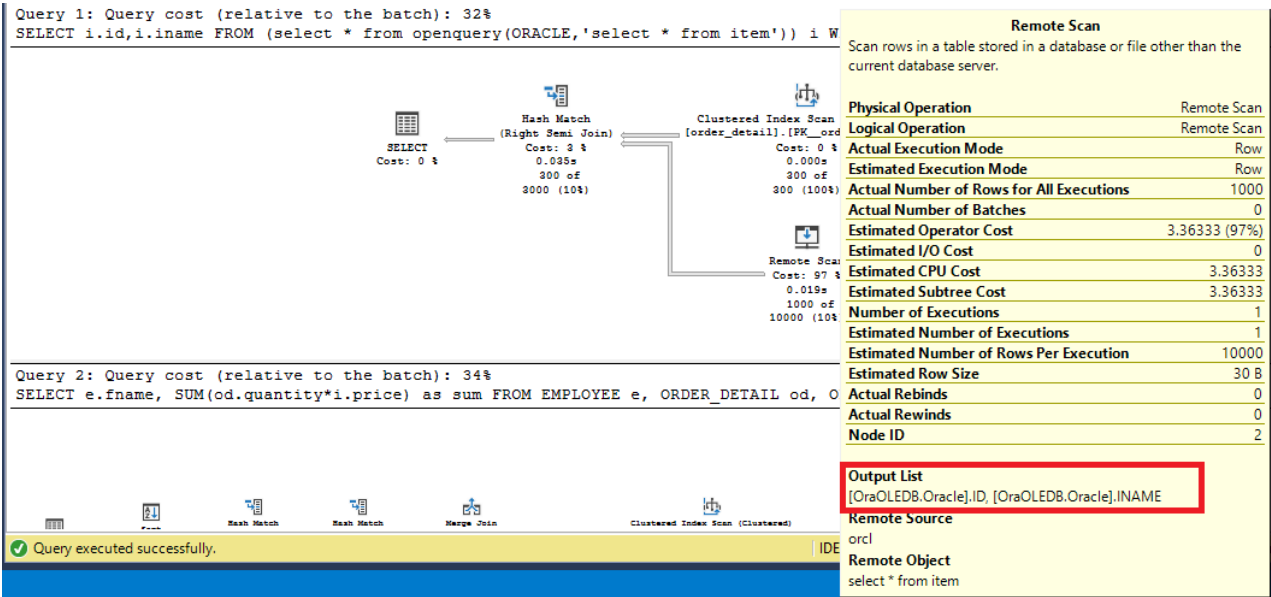 Query 1: Query cost (relative to the batch): 32%
SELECT i.id,i.iname FROM (select * from openquery(ORACLE,'select * from item')) i W
SELECT
Cost: 0 %
Hash Match
(Right Semi Join)
Cost: 3 %
0.035s
300 of
3000 (10%)
Clustered Index Scan
[order_detail].[PK__ord
Cost: 0 %
0.000s
300 of
300 (100%)
Remote Sca
Cost: 97 %
0.019s
1000 of
10000 (10%
Query 2: Query cost (relative to the batch): 34%
SELECT e.fname, SUM(od.quantity*i.price) as sum FROM EMPLOYEE e, ORDER_DETAIL od, O
Hash Match
Hash Match
Merge Join
Clustered Index Scan (Clustered)
Query executed successfully.
IDE
Remote Scan
Scan rows in a table stored in a database or file other than the
current database server.
Physical Operation Remote Scan
Logical Operation Remote Scan
Actual Execution Mode Row
Estimated Execution Mode Row
Actual Number of Rows for All Executions 1000
Actual Number of Batches 0
Estimated Operator Cost 3.36333 (97%)
Estimated I/O Cost 0
Estimated CPU Cost 3.36333
Estimated Subtree Cost 3.36333
Number of Executions 1
Estimated Number of Executions 1
Estimated Number of Rows Per Execution 10000
Estimated Row Size 30 B
Actual Rebinds 0
Actual Rewinds 0
Node ID 2
Output List
[OraOLEDB.Oracle].ID, [OraOLEDB.Oracle].INAME
Remote Source
orcl
Remote Object
select * from item